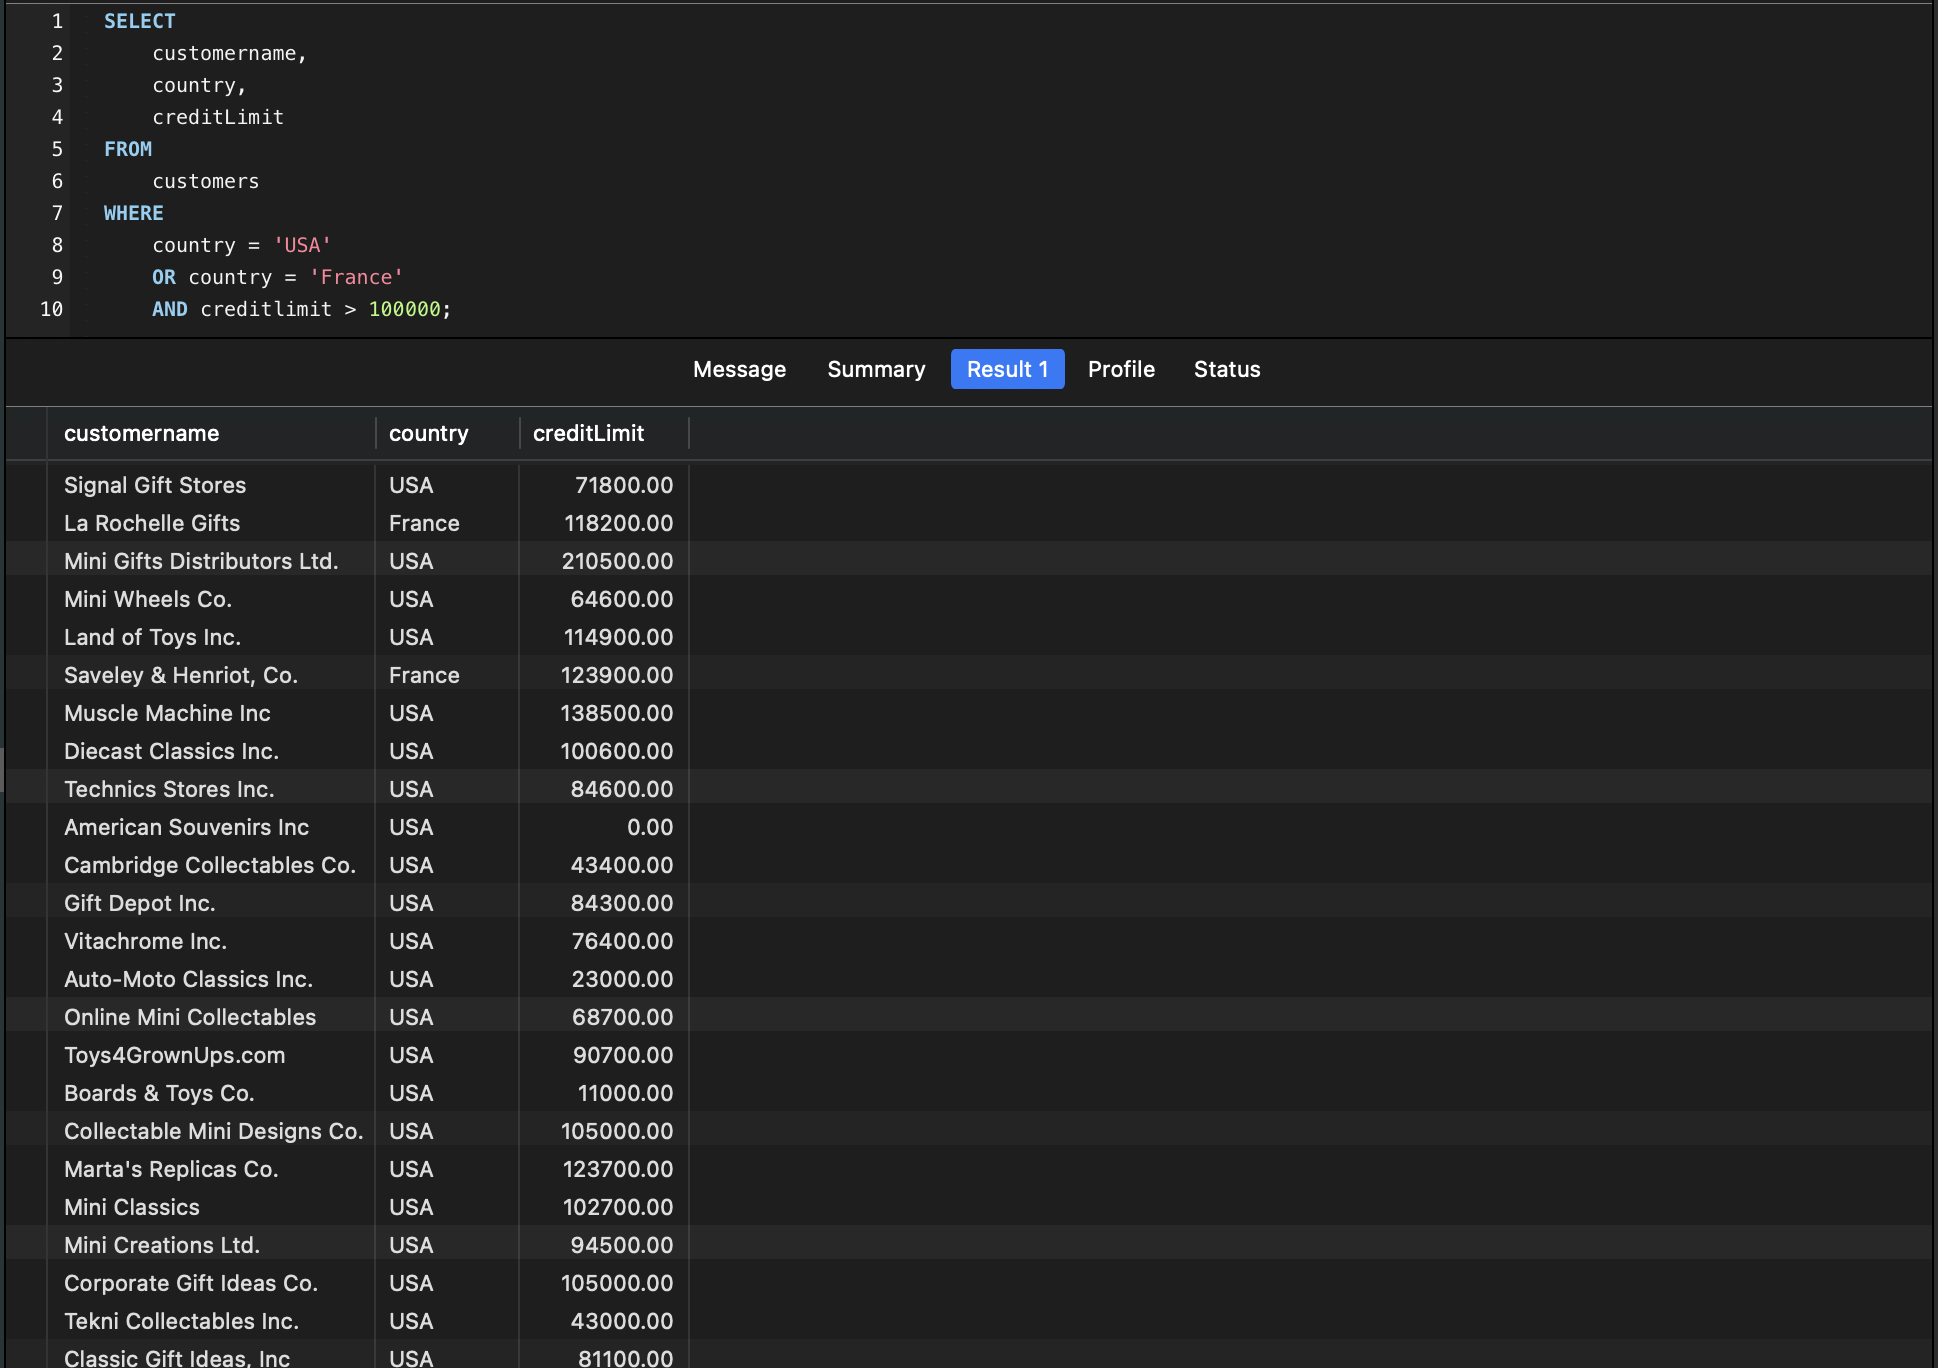 1 SELECT
2 customername,
3 country,
4 creditLimit
5 FROM
6 customers
7 WHERE
8 country = 'USA'
9 OR country = 'France'
10 AND creditlimit > 100000;
Message Summary Result 1 Profile Status
customername country creditLimit
Signal Gift Stores USA 71800.00
La Rochelle Gifts France 118200.00
Mini Gifts Distributors Ltd. USA 210500.00
Mini Wheels Co. USA 64600.00
Land of Toys Inc. USA 114900.00
Saveley & Henriot, Co. France 123900.00
Muscle Machine Inc USA 138500.00
Diecast Classics Inc. USA 100600.00
Technics Stores Inc. USA 84600.00
American Souvenirs Inc USA 0.00
Cambridge Collectables Co. USA 43400.00
Gift Depot Inc. USA 84300.00
Vitachrome Inc. USA 76400.00
Auto-Moto Classics Inc. USA 23000.00
Online Mini Collectables USA 68700.00
Toys4GrownUps.com USA 90700.00
Boards & Toys Co. USA 11000.00
Collectable Mini Designs Co. USA 105000.00
Marta's Replicas Co. USA 123700.00
Mini Classics USA 102700.00
Mini Creations Ltd. USA 94500.00
Corporate Gift Ideas Co. USA 105000.00
Tekni Collectables Inc. USA 43000.00
Classic Gift Ideas, Inc USA 81100.00